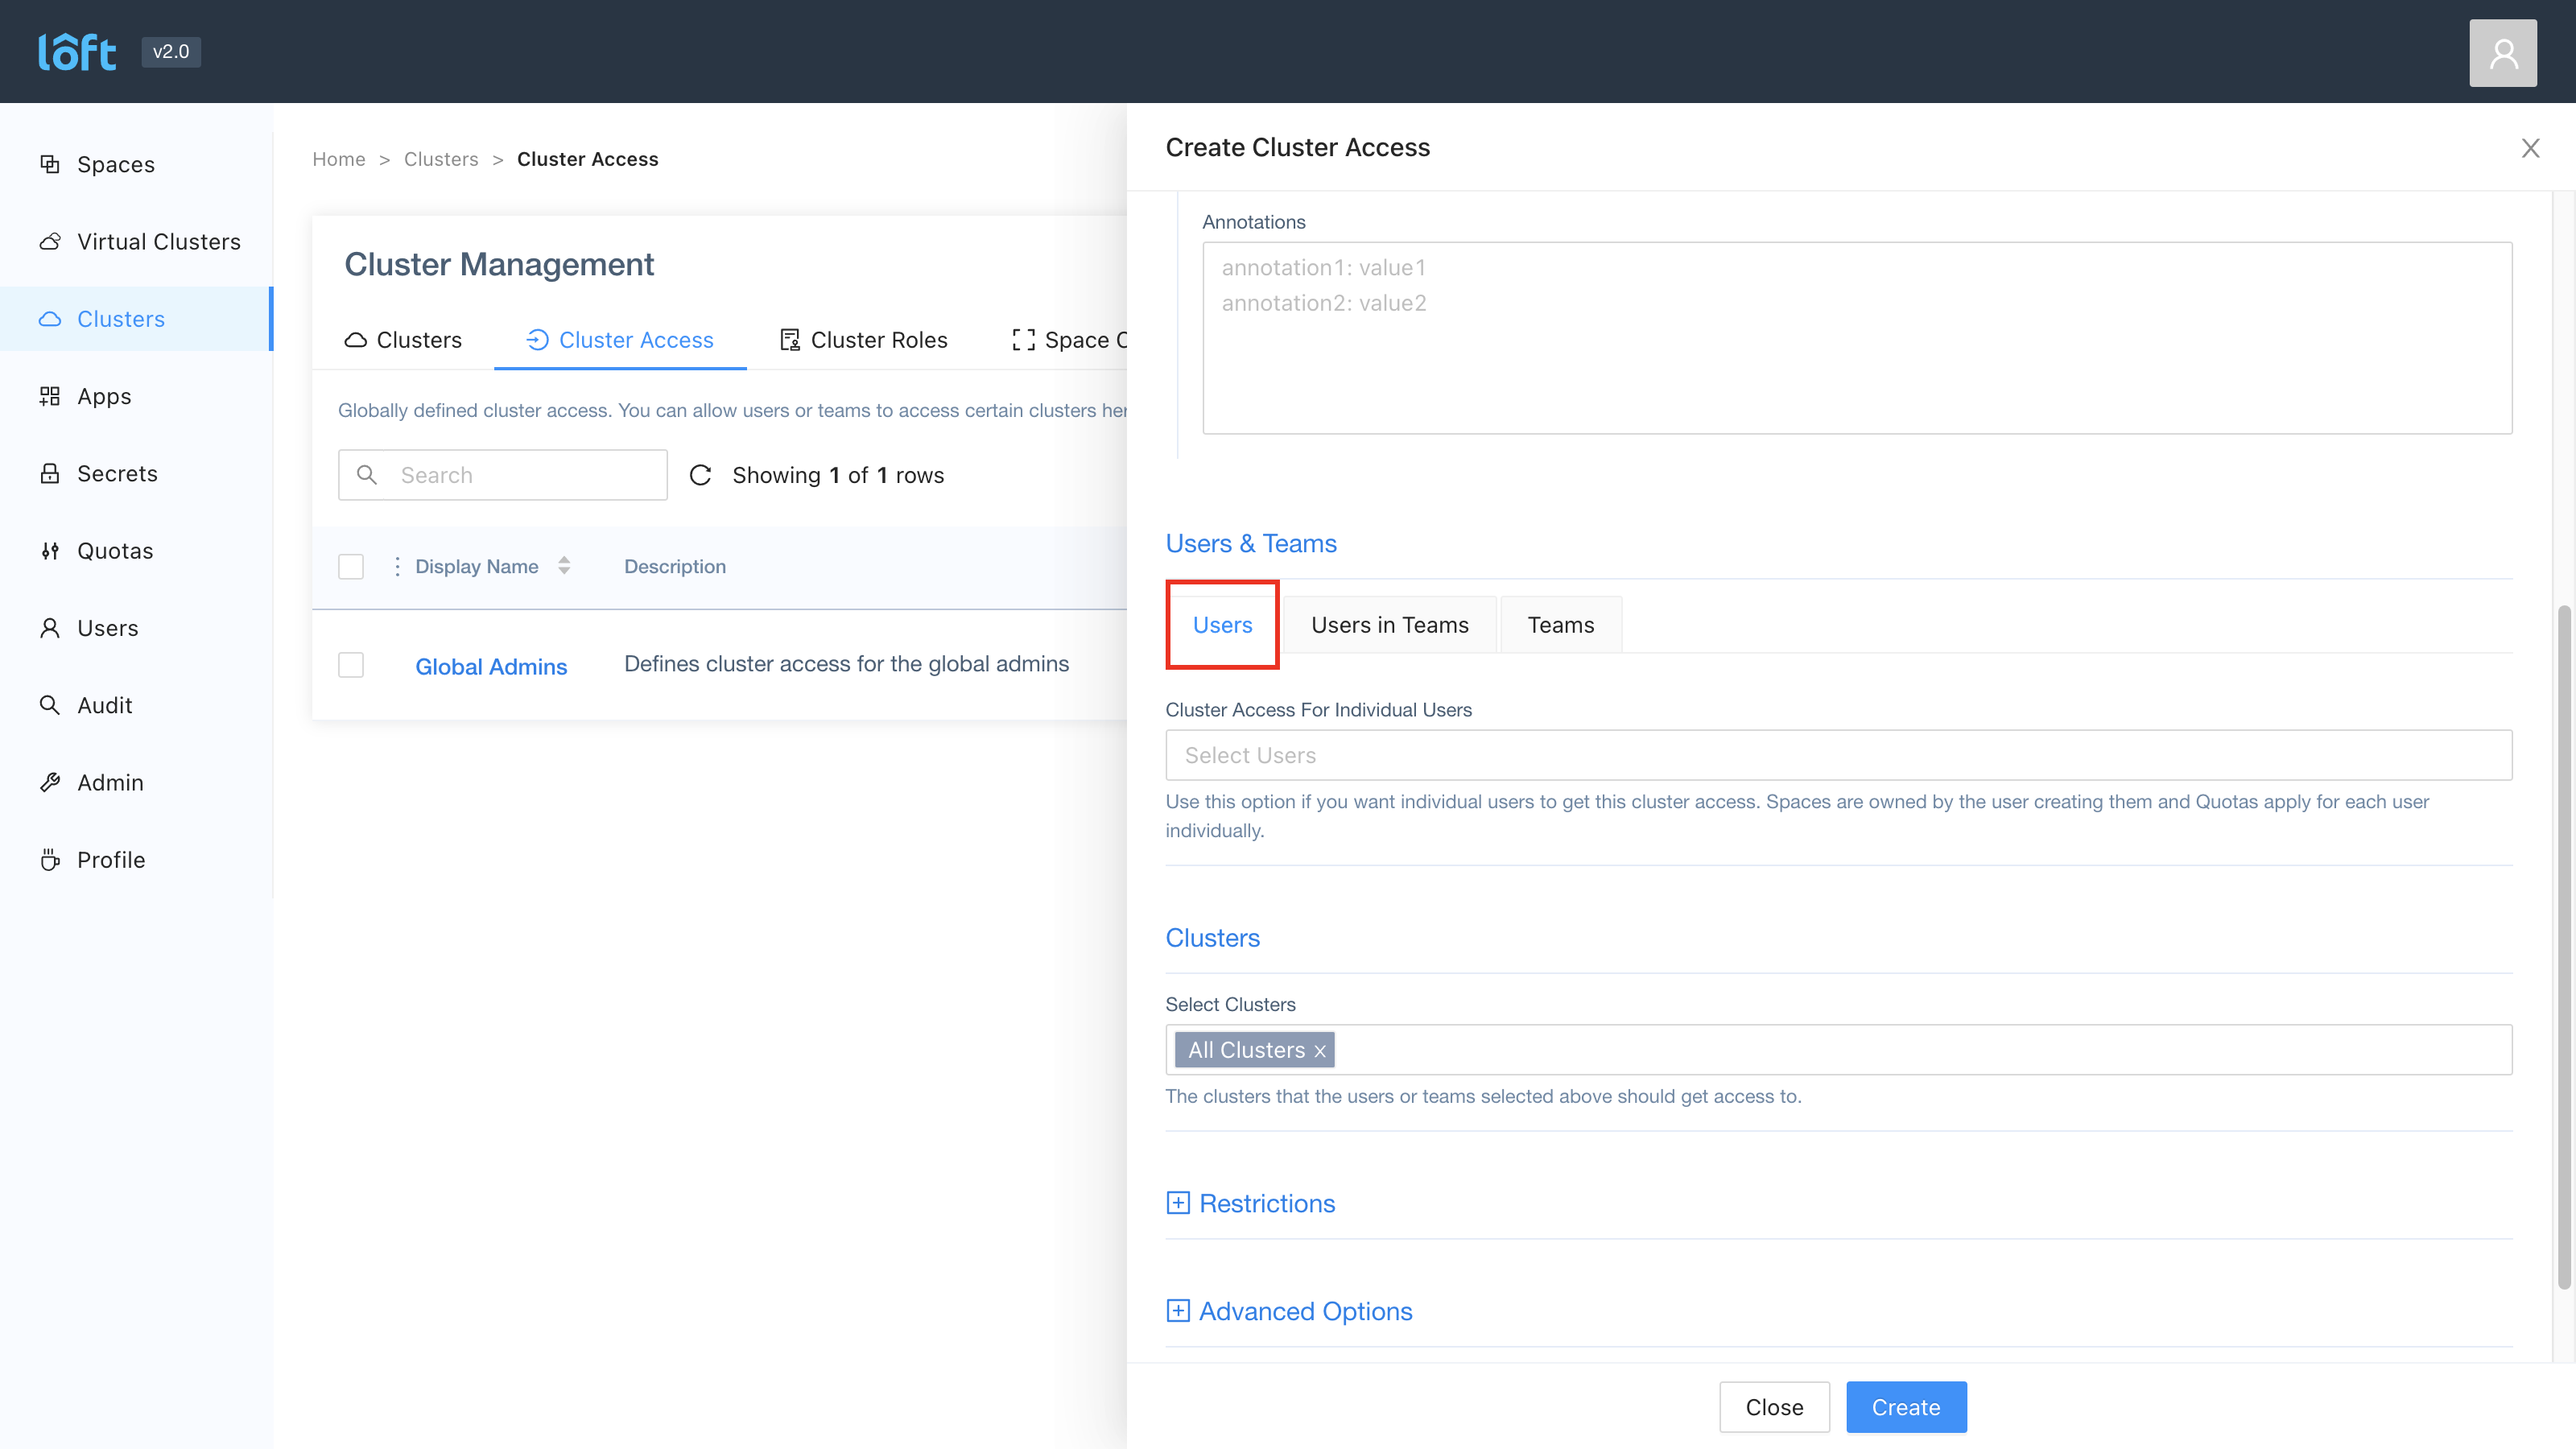 lôft
v2.0
Spaces
Virtual Clusters
Clusters
Apps
Secrets
Quotas
Users
Audit
Admin
Profile
Home > Clusters > Cluster Access
Cluster Management
Clusters
Cluster Access
Cluster Roles
Space C
Globally defined cluster access. You can allow users or teams to access certain clusters her
Search
Showing 1 of 1 rows
Display Name
Description
Global Admins
Defines cluster access for the global admins
Create Cluster Access
Annotations
annotation1: value1
annotation2: value2
Users & Teams
Users
Users in Teams
Teams
Cluster Access For Individual Users
Select Users
Use this option if you want individual users to get this cluster access. Spaces are owned by the user creating them and Quotas apply for each user
individually.
Clusters
Select Clusters
All Clusters x
The clusters that the users or teams selected above should get access to.
Restrictions
Advanced Options
Close
Create